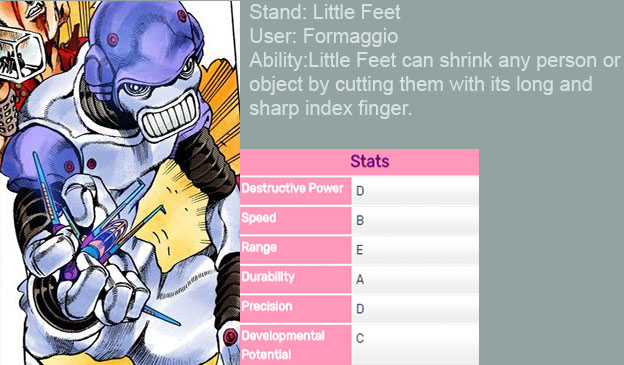 Stand: Little Feet
User: Formaggio
Ability:Little Feet can shrink any person or
object by cutting them with its long and
sharp index finger.
Stats
Destructive Power D
Speed B
Range E
Durability A
Precision D
Developmental
Potential C